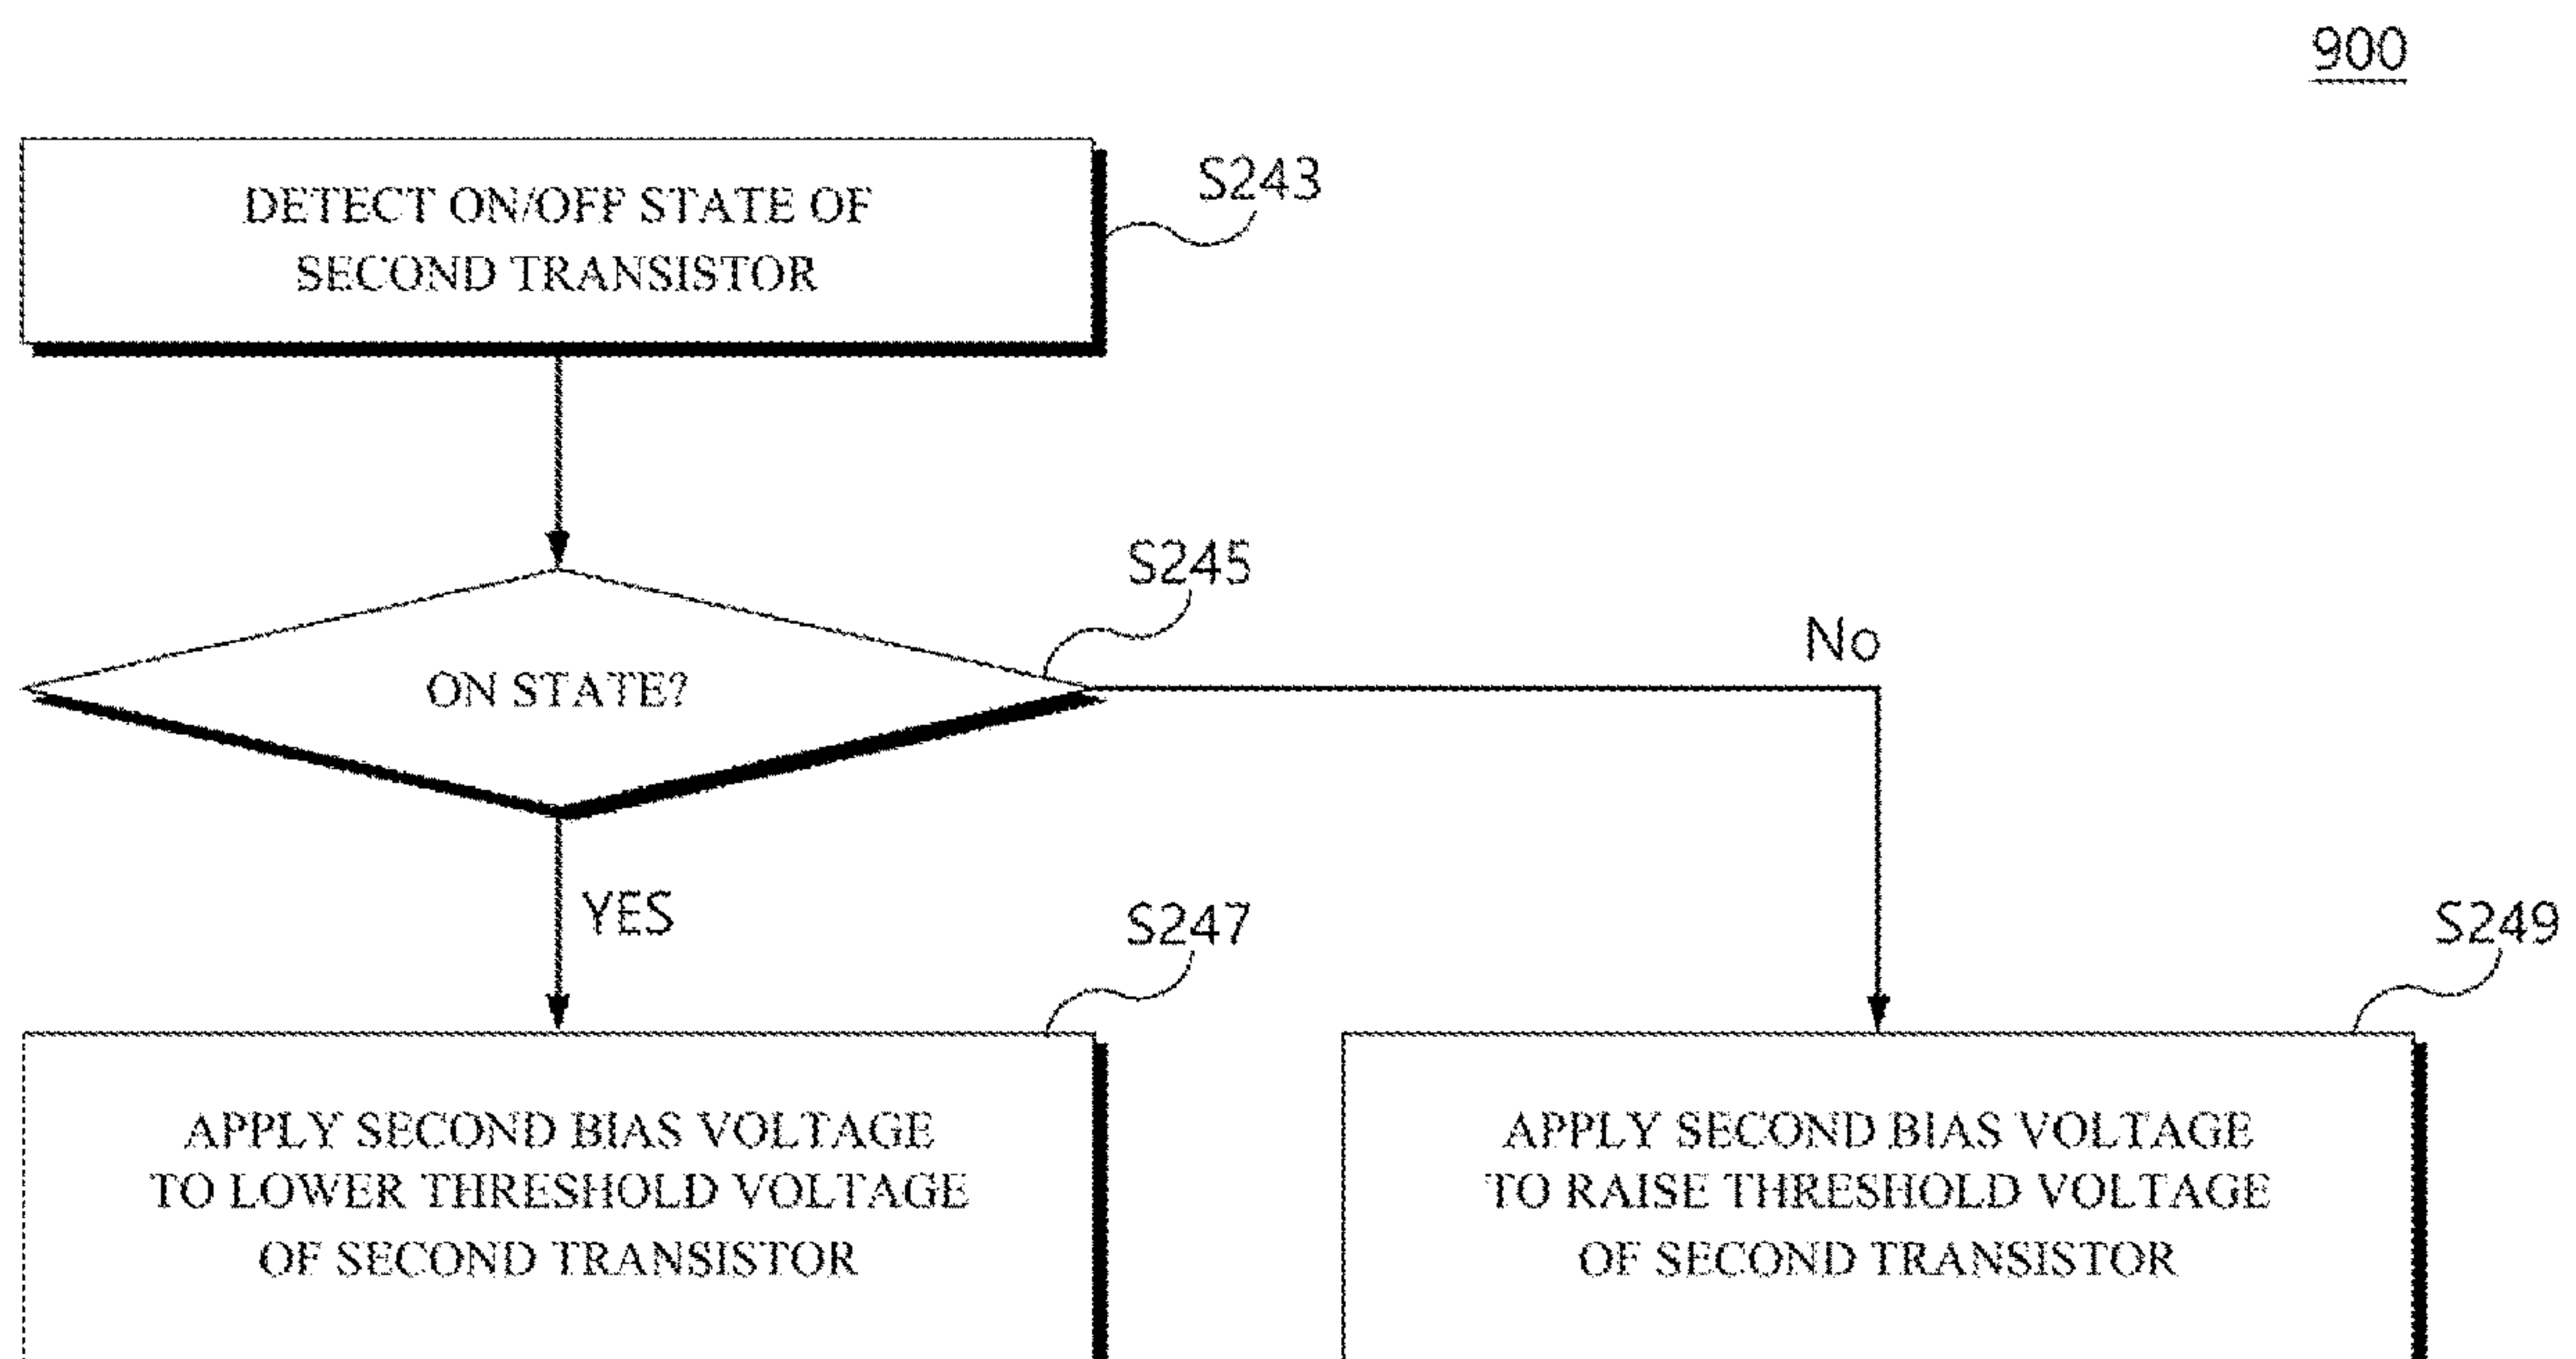 900
DETECT ON/OFF STATE OF
SECOND TRANSISTOR
S243
ON STATE?
S245
No
YES
S247
APPLY SECOND BIAS VOLTAGE
TO LOWER THRESHOLD VOLTAGE
OF SECOND TRANSISTOR
S249
APPLY SECOND BIAS VOLTAGE
TO RAISE THRESHOLD VOLTAGE
OF SECOND TRANSISTOR